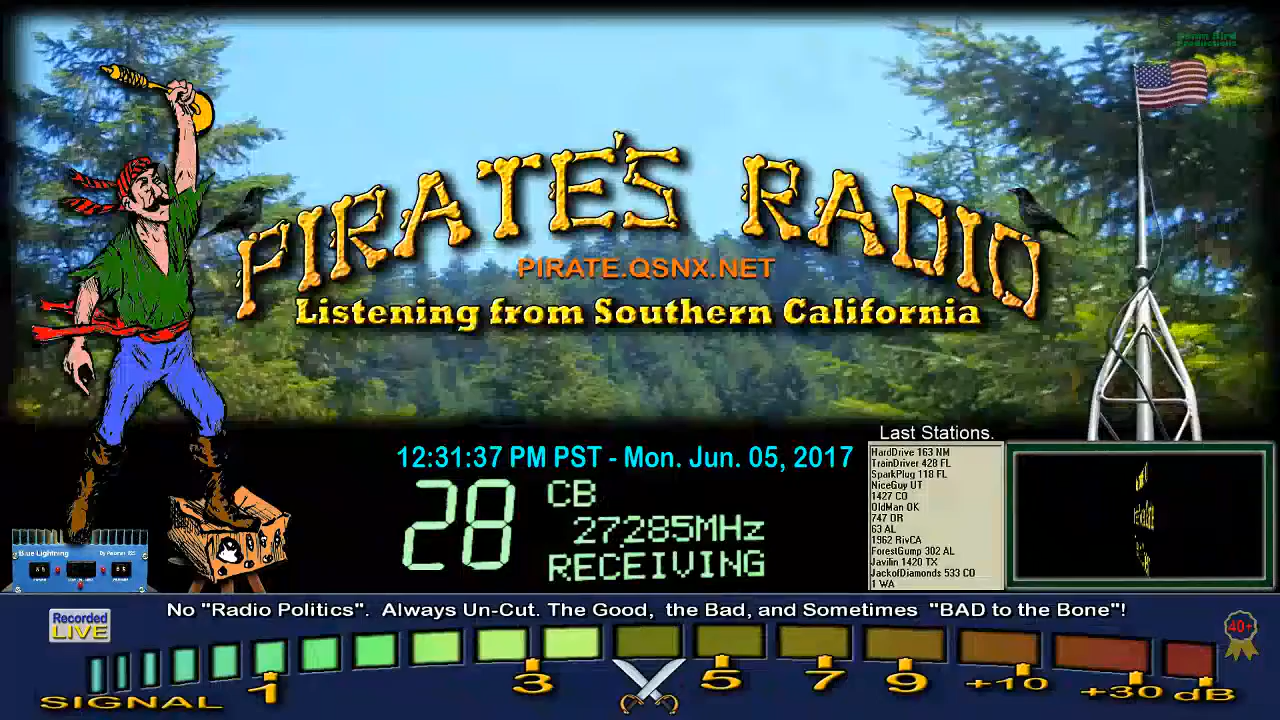 PIRATE'S RADIO
PIRATE.QSNX.NET
Listening from Southern California
12:31:37 PM PST - Mon. Jun. 05, 2017
28
CB
27.285MHz
RECEIVING
Last Stations.
HardDrive 163 NM
TrainDriver 428 FL
SparkPlug 118 FL
NiceGuy UT
1427 CO
OldMan OK
747 OR
63 AL
1962 RivCA
ForestGump 302 AL
Javilin 1420 TX
JackofDiamonds 533 CO
1 WA
Blue Lightning
No "Radio Politics". Always Un-Cut. The Good, the Bad, and Sometimes "BAD to the Bone"!
Recorded
LIVE
40+
SIGNAL 1 3 5 7 9 +10 +30 dB